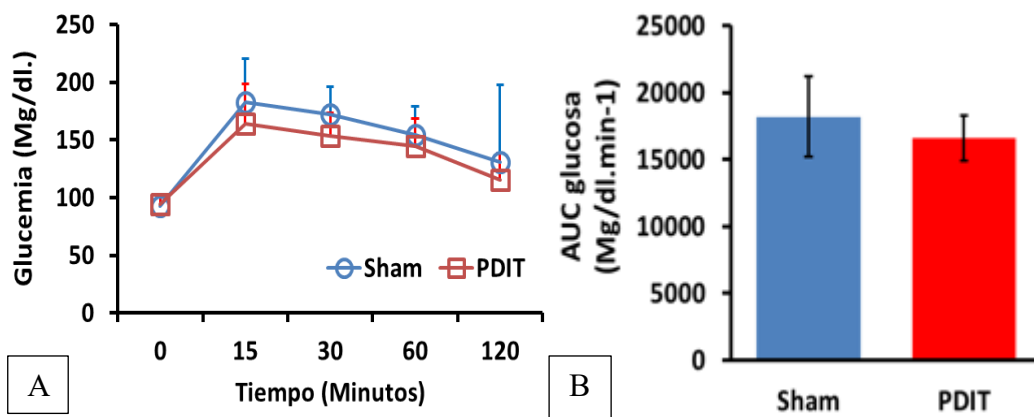 Glucemia (Mg/dl.)
250
200
150
100
50
0
Sham PDIT
0 15 30 60 120
Tiempo (Minutos)
A
AUC glucosa
(Mg/dl.min-1)
25000
20000
15000
10000
5000
0
Sham PDIT
B